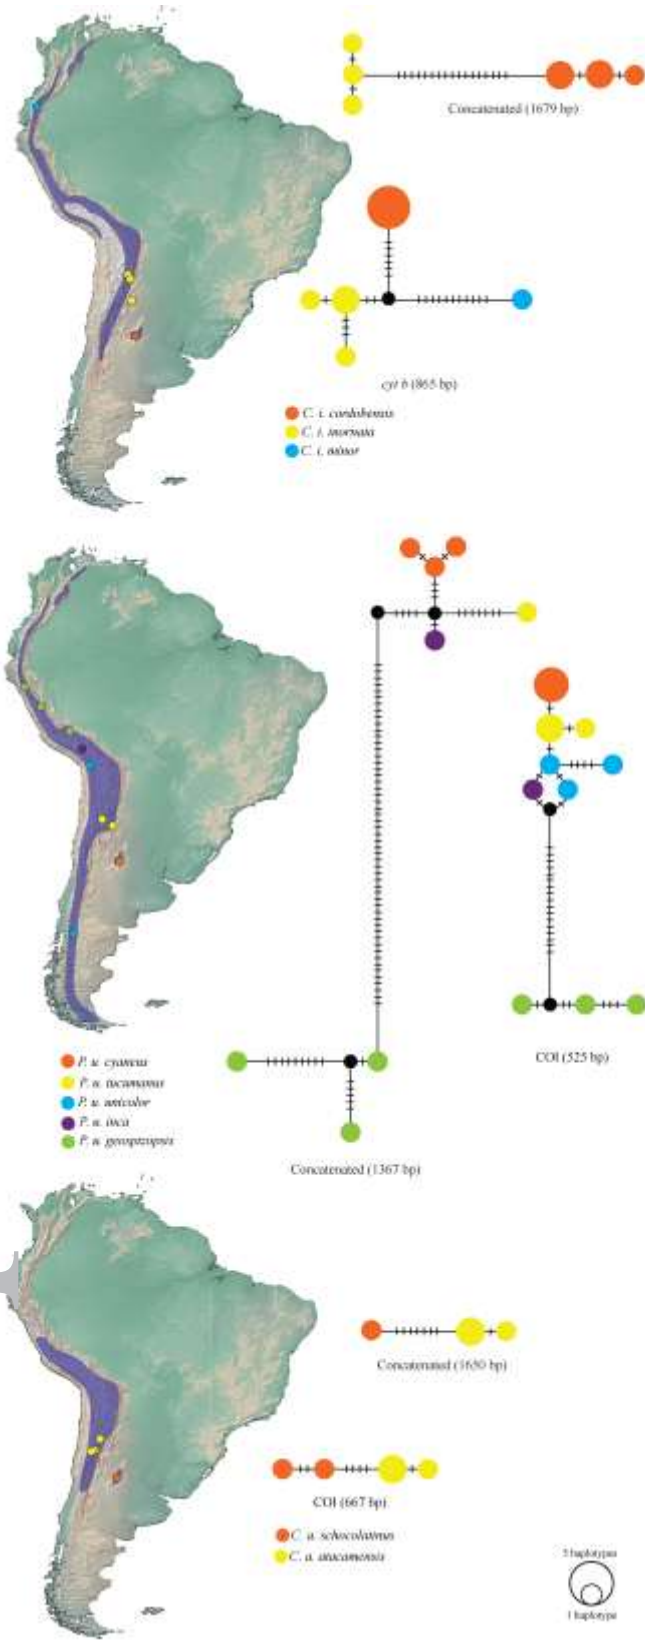 Concatenated (1679 bp)
cyt b (865 bp)
C. i. cordobensis
C. i. inornata
C. i. minor
P. u. cyaneus
P. u. tucumanus
P. u. unicolor
P. u. inca
P. u. geospizopsis
COI (525 bp)
Concatenated (1367 bp)
Concatenated (1650 bp)
COI (667 bp)
C. a. schocolatinus
C. a. atacamensis
5 haplotypes
1 haplotype